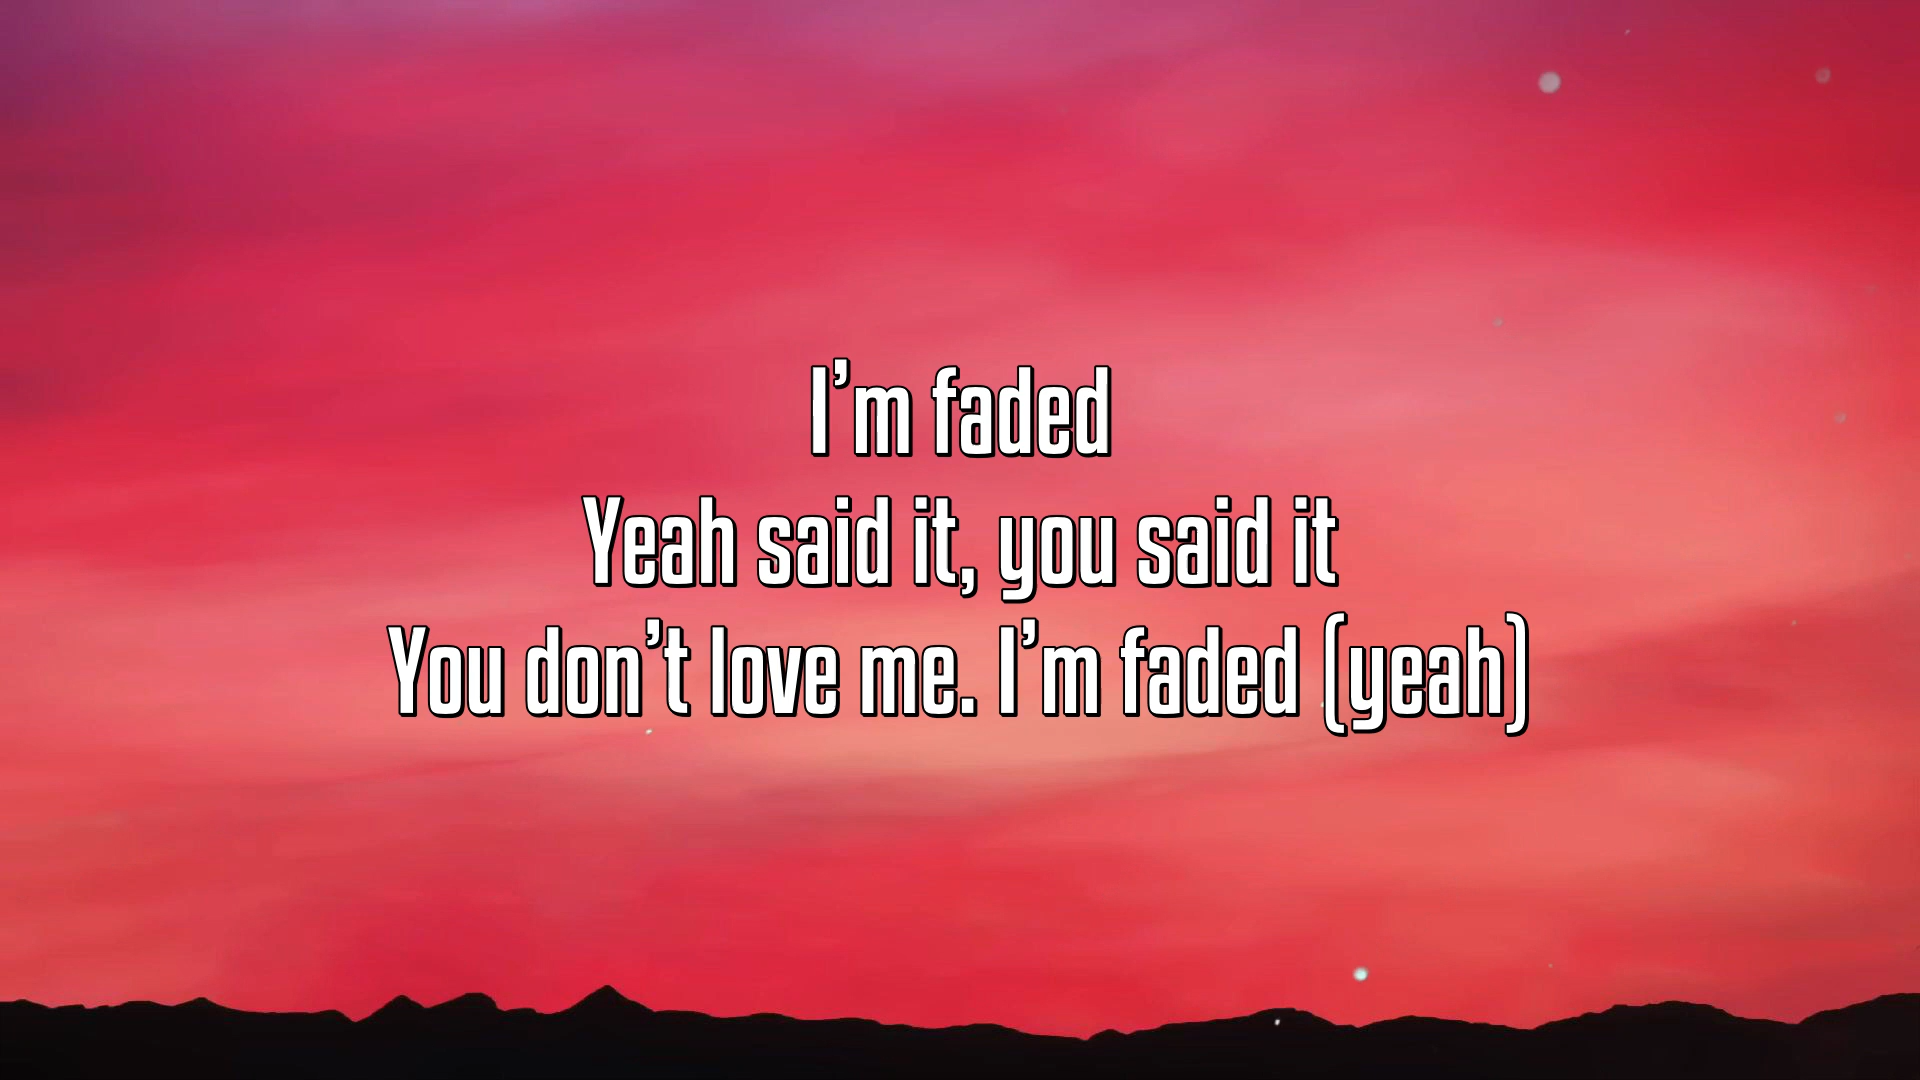 I'm faded
Yeah said it, you said it
You don't love me. I'm faded (yeah)